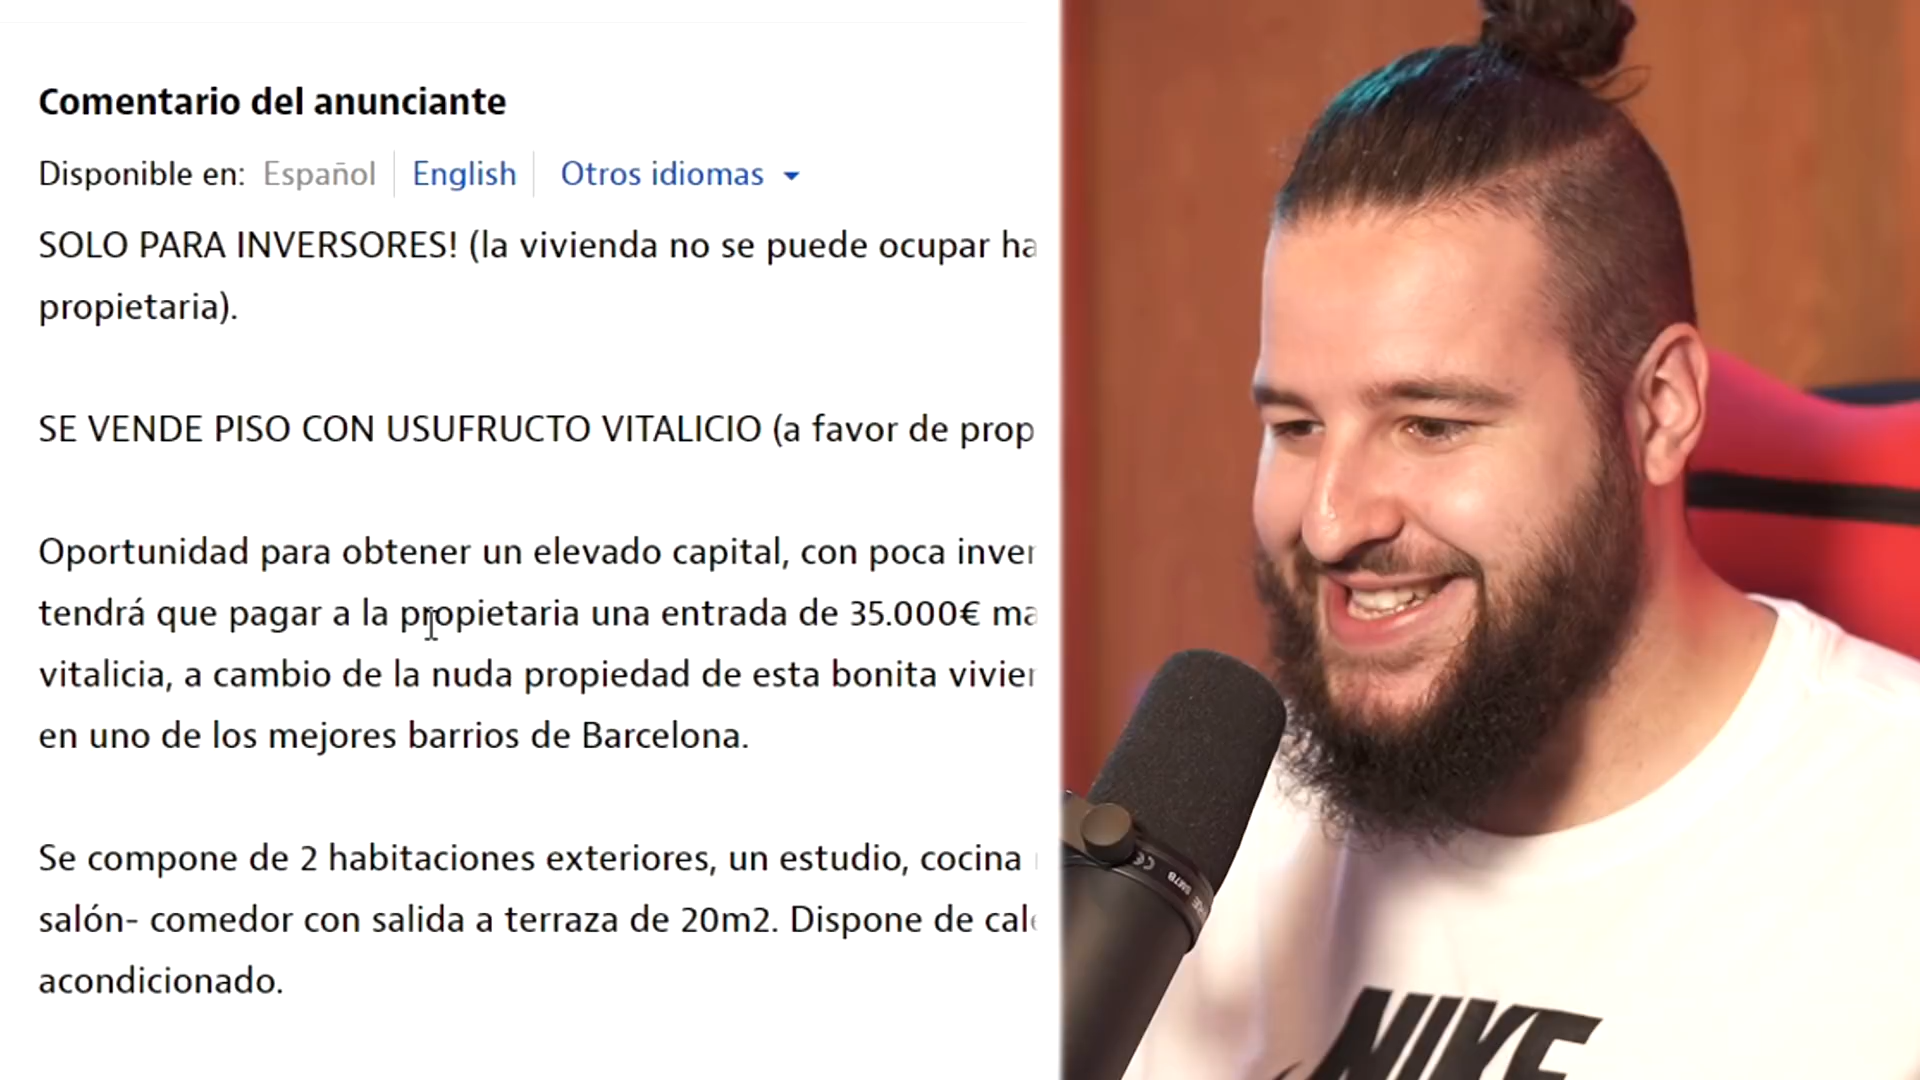 Comentario del anunciante
Disponible en: Español English Otros idiomas
SOLO PARA INVERSORES! (la vivienda no se puede ocupar
propietaria).
SE VENDE PISO CON USUFRUCTO VITALICIO (a favor de
Oportunidad para obtener un elevado capital, con poca
tendrá que pagar a la propietaria una entrada de 35.000€
vitalicia, a cambio de la nuda propiedad de esta bonita
en uno de los mejores barrios de Barcelona.
Se compone de 2 habitaciones exteriores, un estudio, cocina
salón- comedor con salida a terraza de 20m2. Dispone de
acondicionado.
SM7B
NIKE